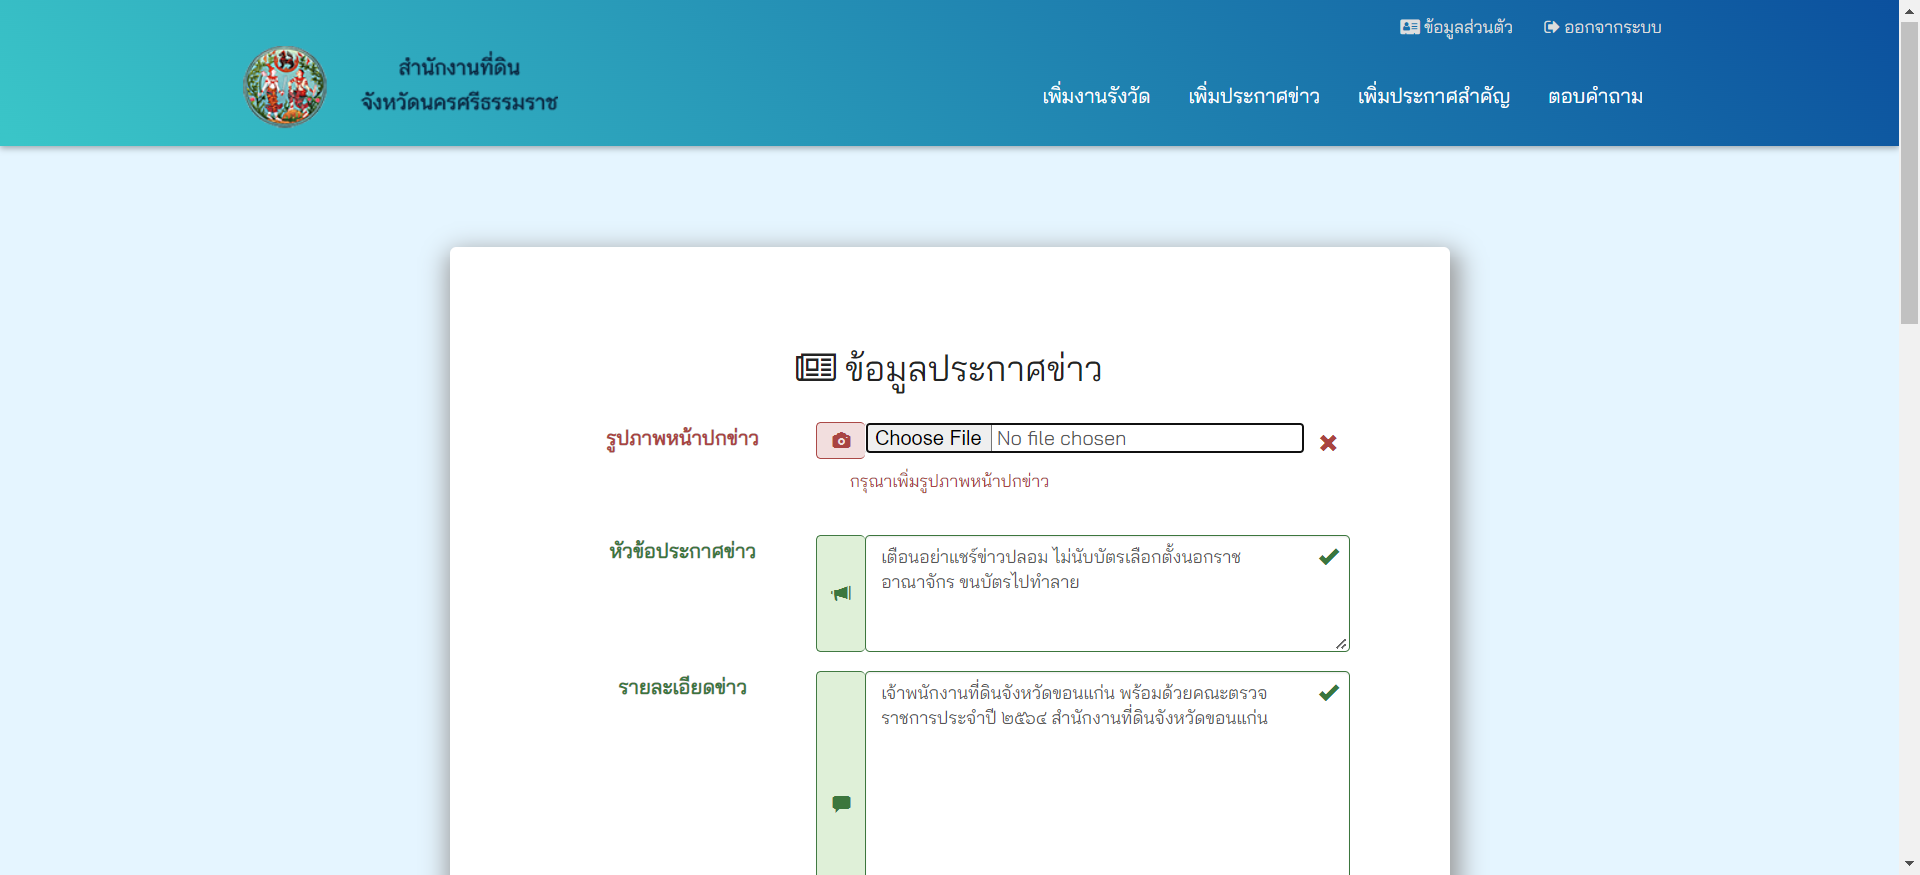 ข้อมูลส่วนตัว
ออกจากระบบ
สำนักงานที่ดิน
จังหวัดนครศรีธรรมราช
เพิ่มงานรังวัด
เพิ่มประกาศข่าว
เพิ่มประกาศสำคัญ
ตอบคำถาม
ข้อมูลประกาศข่าว
รูปภาพหน้าปกข่าว
Choose File No file chosen
กรุณาเพิ่มรูปภาพหน้าปกข่าว
หัวข้อประกาศข่าว
เตือนอย่าแชร์ข่าวปลอม ไม่นับบัตรเลือกตั้งนอกราช
อาณาจักร ขนบัตรไปทำลาย
รายละเอียดข่าว
เจ้าพนักงานที่ดินจังหวัดขอนแก่น พร้อมด้วยคณะตรวจ
ราชการประจำปี ๒๕๖๔ สำนักงานที่ดินจังหวัดขอนแก่น